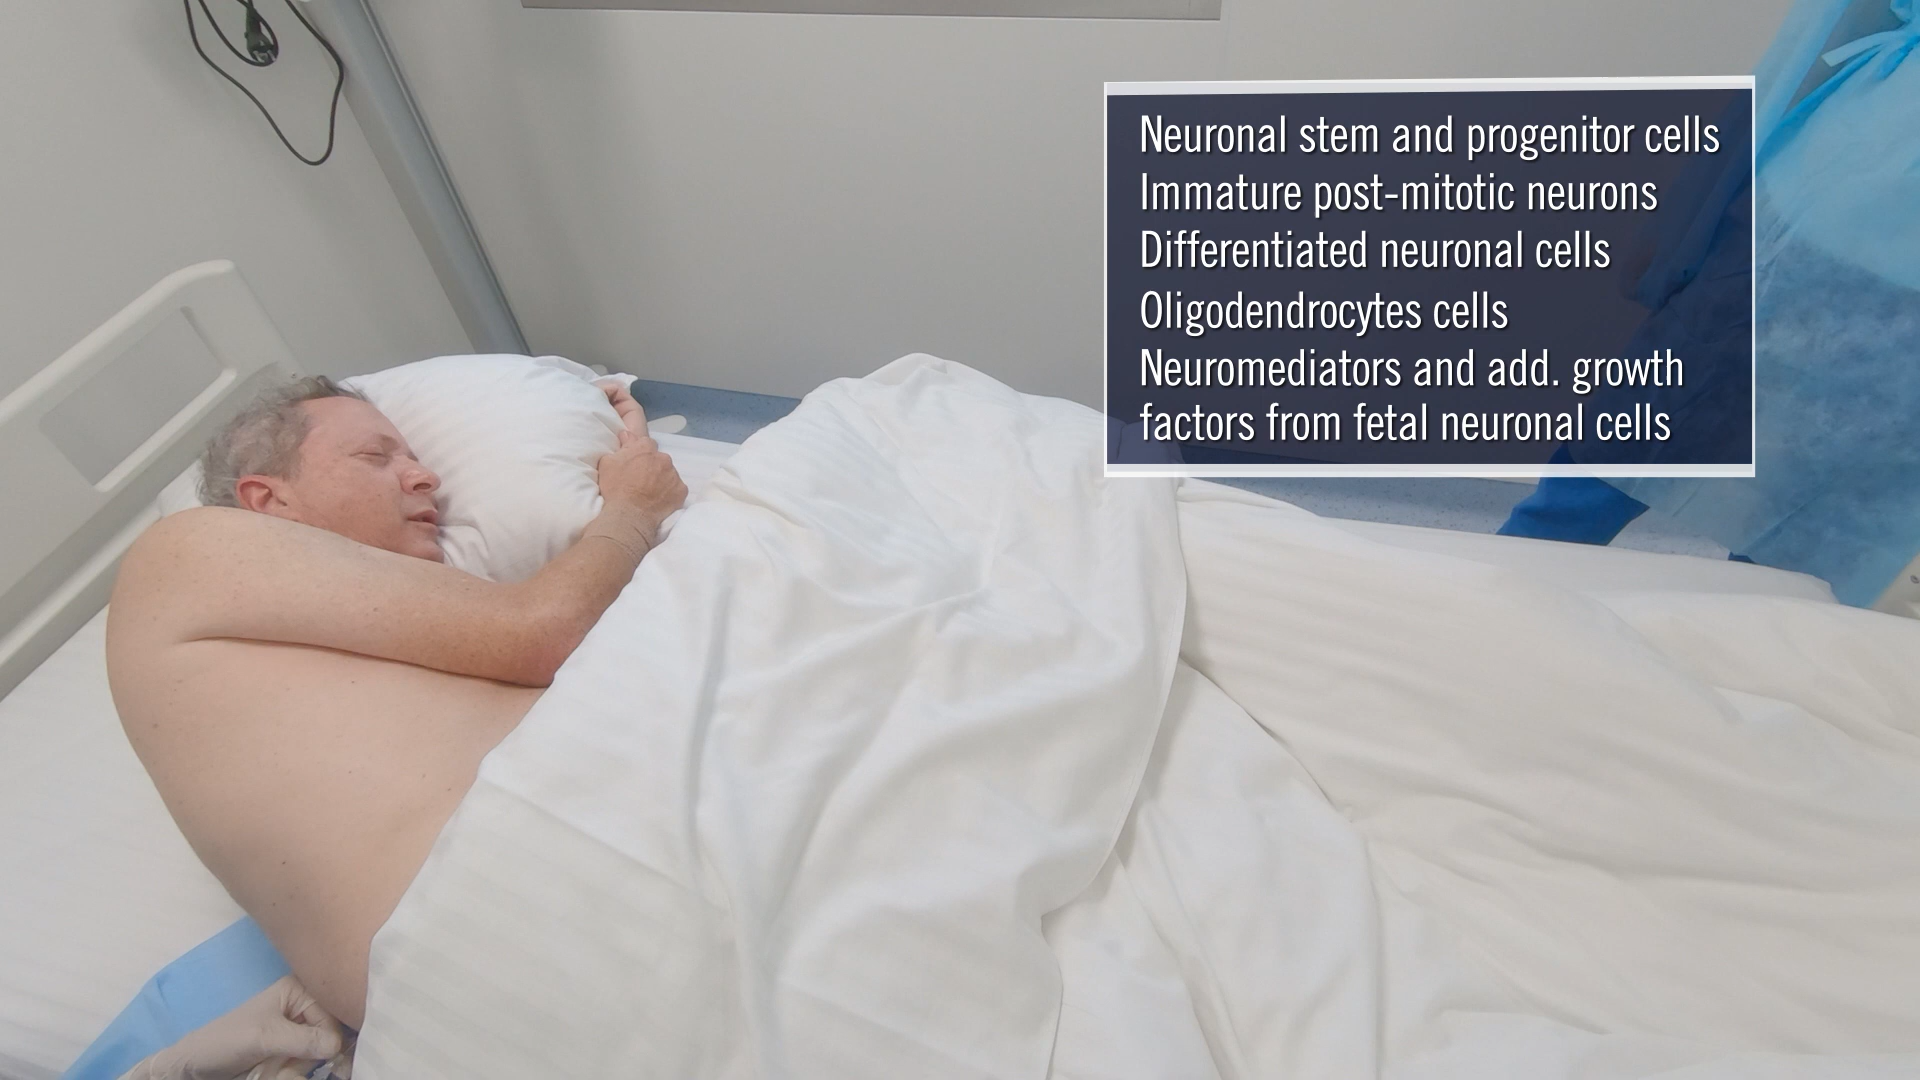 Neuronal stem and progenitor cells
Immature post-mitotic neurons
Differentiated neuronal cells
Oligodendrocytes cells
Neuromediators and add. growth
factors from fetal neuronal cells